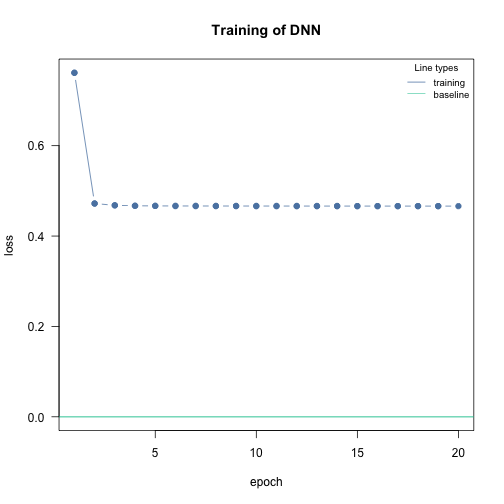 Training of DNN
Line types
training
baseline
0.6
0.4
0.2
0.0
loss
5 10 15 20
epoch